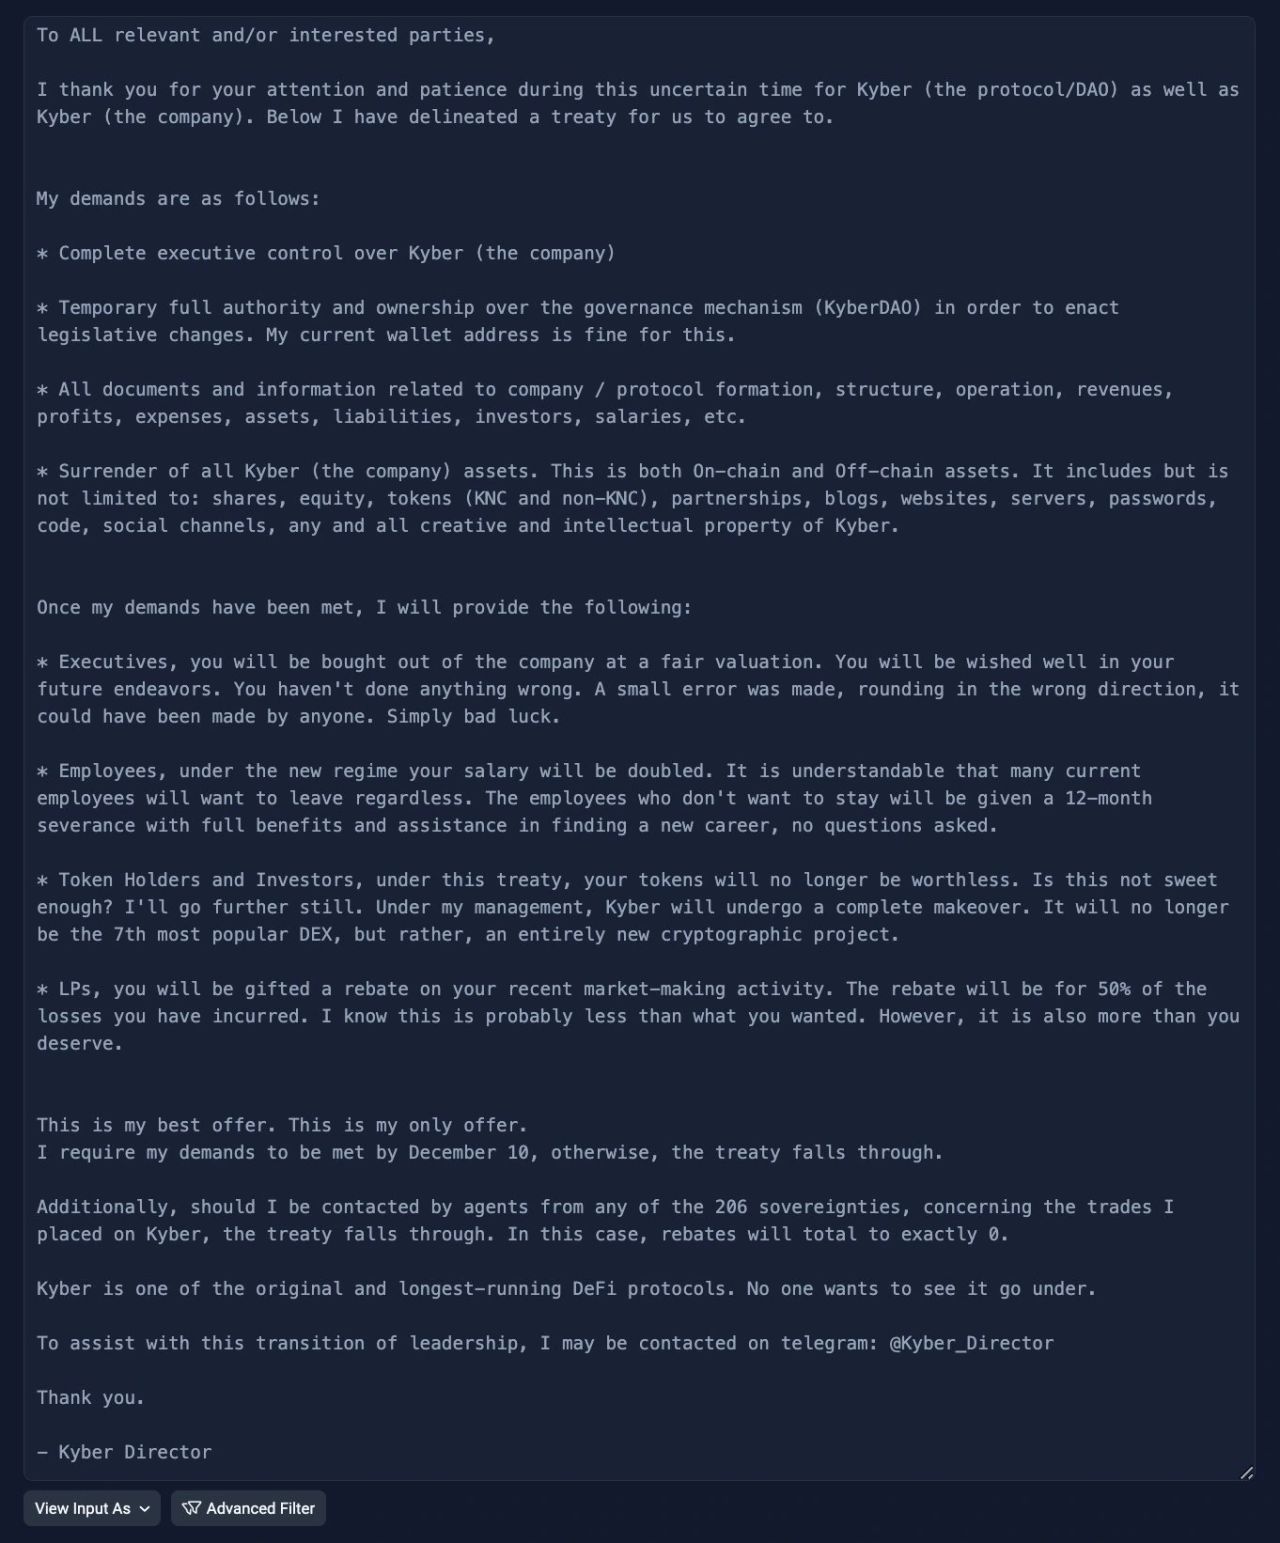 To ALL relevant and/or interested parties,
I thank you for your attention and patience during this uncertain time for Kyber (the protocol/DAO) as well as
Kyber (the company). Below I have delineated a treaty for us to agree to.
My demands are as follows:
* Complete executive control over Kyber (the company)
* Temporary full authority and ownership over the governance mechanism (KyberDAO) in order to enact
legislative changes. My current wallet address is fine for this.
* All documents and information related to company / protocol formation, structure, operation, revenues,
profits, expenses, assets, liabilities, investors, salaries, etc.
* Surrender of all Kyber (the company) assets. This is both On-chain and Off-chain assets. It includes but is
not limited to: shares, equity, tokens (KNC and non-KNC), partnerships, blogs, websites, servers, passwords,
code, social channels, any and all creative and intellectual property of Kyber.
Once my demands have been met, I will provide the following:
* Executives, you will be bought out of the company at a fair valuation. You will be wished well in your
future endeavors. You haven't done anything wrong. A small error was made, rounding in the wrong direction, it
could have been made by anyone. Simply bad luck.
* Employees, under the new regime your salary will be doubled. It is understandable that many current
employees will want to leave regardless. The employees who don't want to stay will be given a 12-month
severance with full benefits and assistance in finding a new career, no questions asked.
* Token Holders and Investors, under this treaty, your tokens will no longer be worthless. Is this not sweet
enough? I'll go further still. Under my management, Kyber will undergo a complete makeover. It will no longer
be the 7th most popular DEX, but rather, an entirely new cryptographic project.
* LPs, you will be gifted a rebate on your recent market-making activity. The rebate will be for 50% of the
losses you have incurred. I know this is probably less than what you wanted. However, it is also more than you
deserve.
This is my best offer. This is my only offer.
I require my demands to be met by December 10, otherwise, the treaty falls through.
Additionally, should I be contacted by agents from any of the 206 sovereignties, concerning the trades I
placed on Kyber, the treaty falls through. In this case, rebates will total to exactly 0.
Kyber is one of the original and longest-running DeFi protocols. No one wants to see it go under.
To assist with this transition of leadership, I may be contacted on telegram: @Kyber_Director
Thank you.
- Kyber Director
View Input As
Advanced Filter